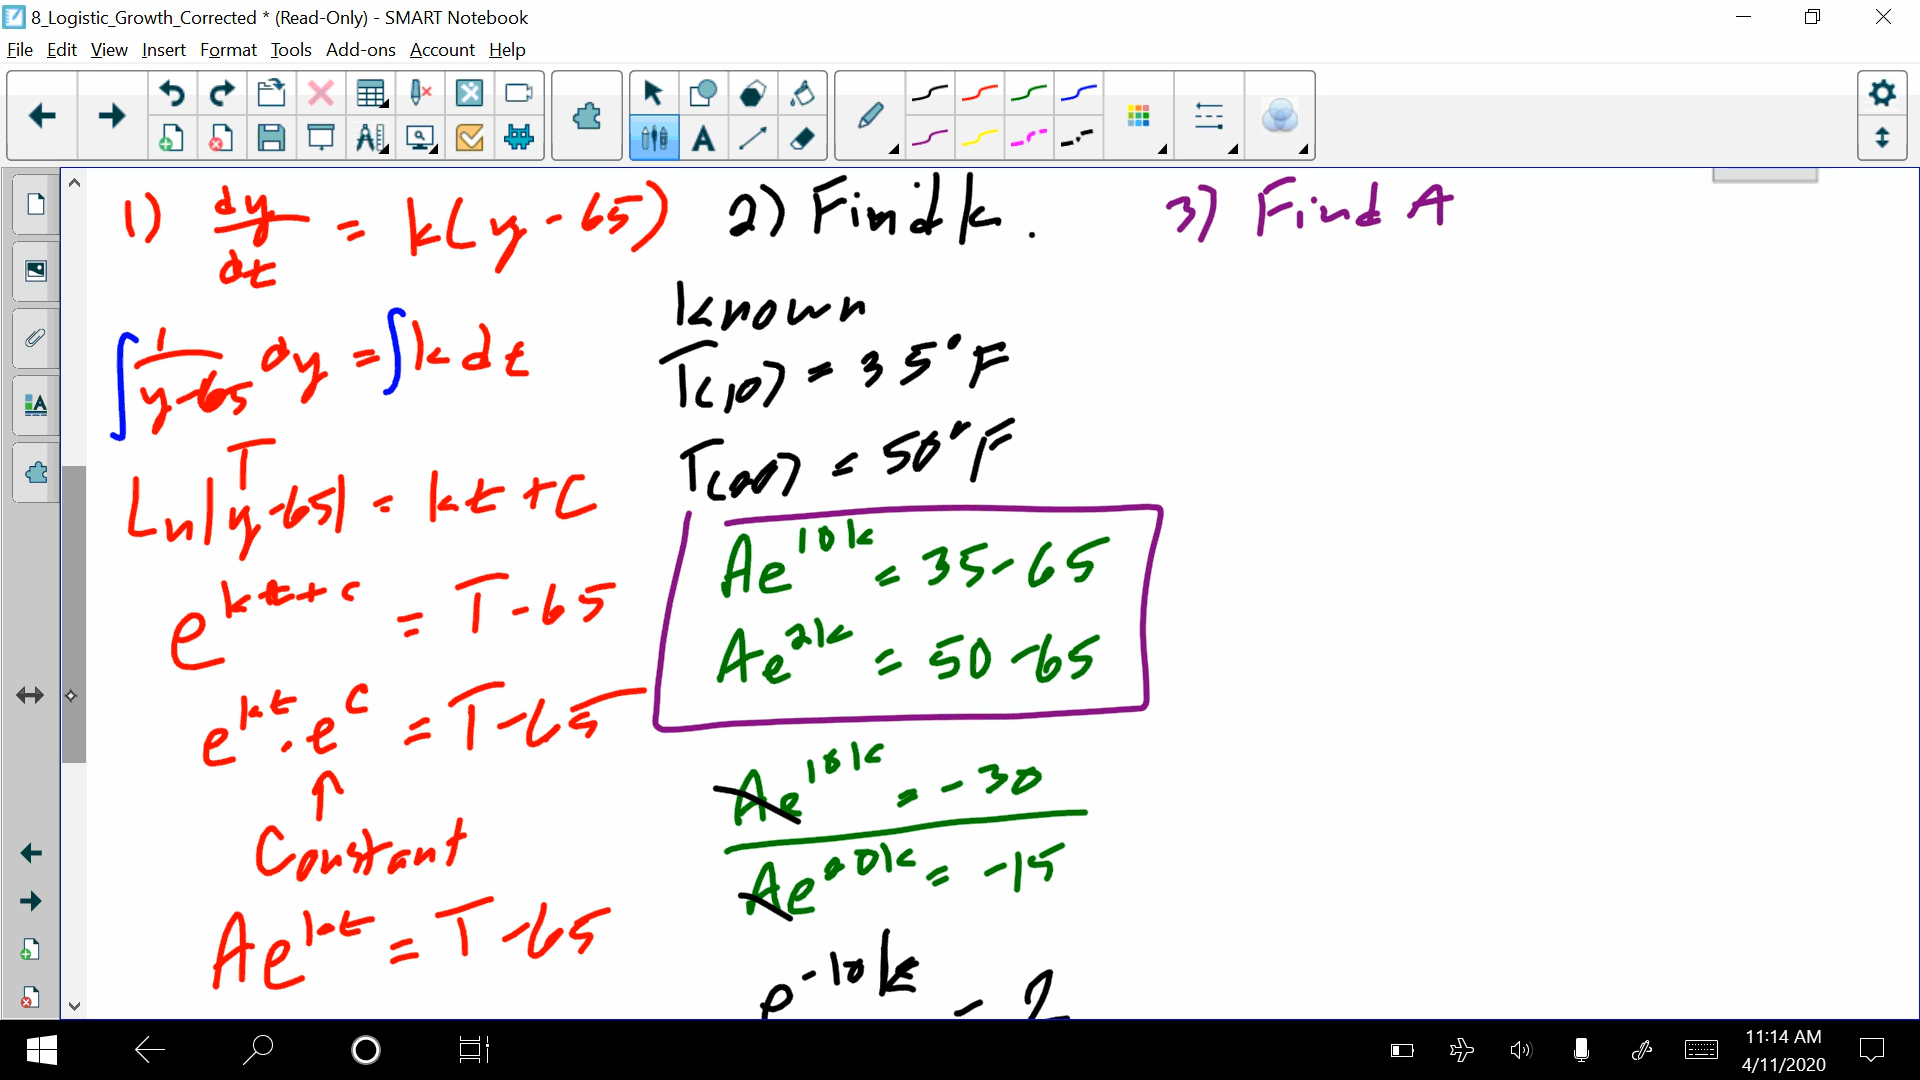 8_Logistic_Growth_Corrected * (Read-Only) - SMART Notebook
File Edit View Insert Format Tools Add-ons Account Help
1) dy/dt = k(y-65)
∫ 1/(y-65) dy = ∫ k dt
T
Ln|y-65| = kt + C
e^(kt+c) = T-65
e^(kt) · e^c = T-65
↑
Constant
Ae^(kt) = T-65
2) Find k.
known
T(10) = 35°F
T(20) = 50°F
Ae^(10k) = 35-65
Ae^(2k) = 50-65
Ae^(10k) = -30
Ae^(20k) = -15
e^(-10k) = 2
3) Find A
11:14 AM
4/11/2020